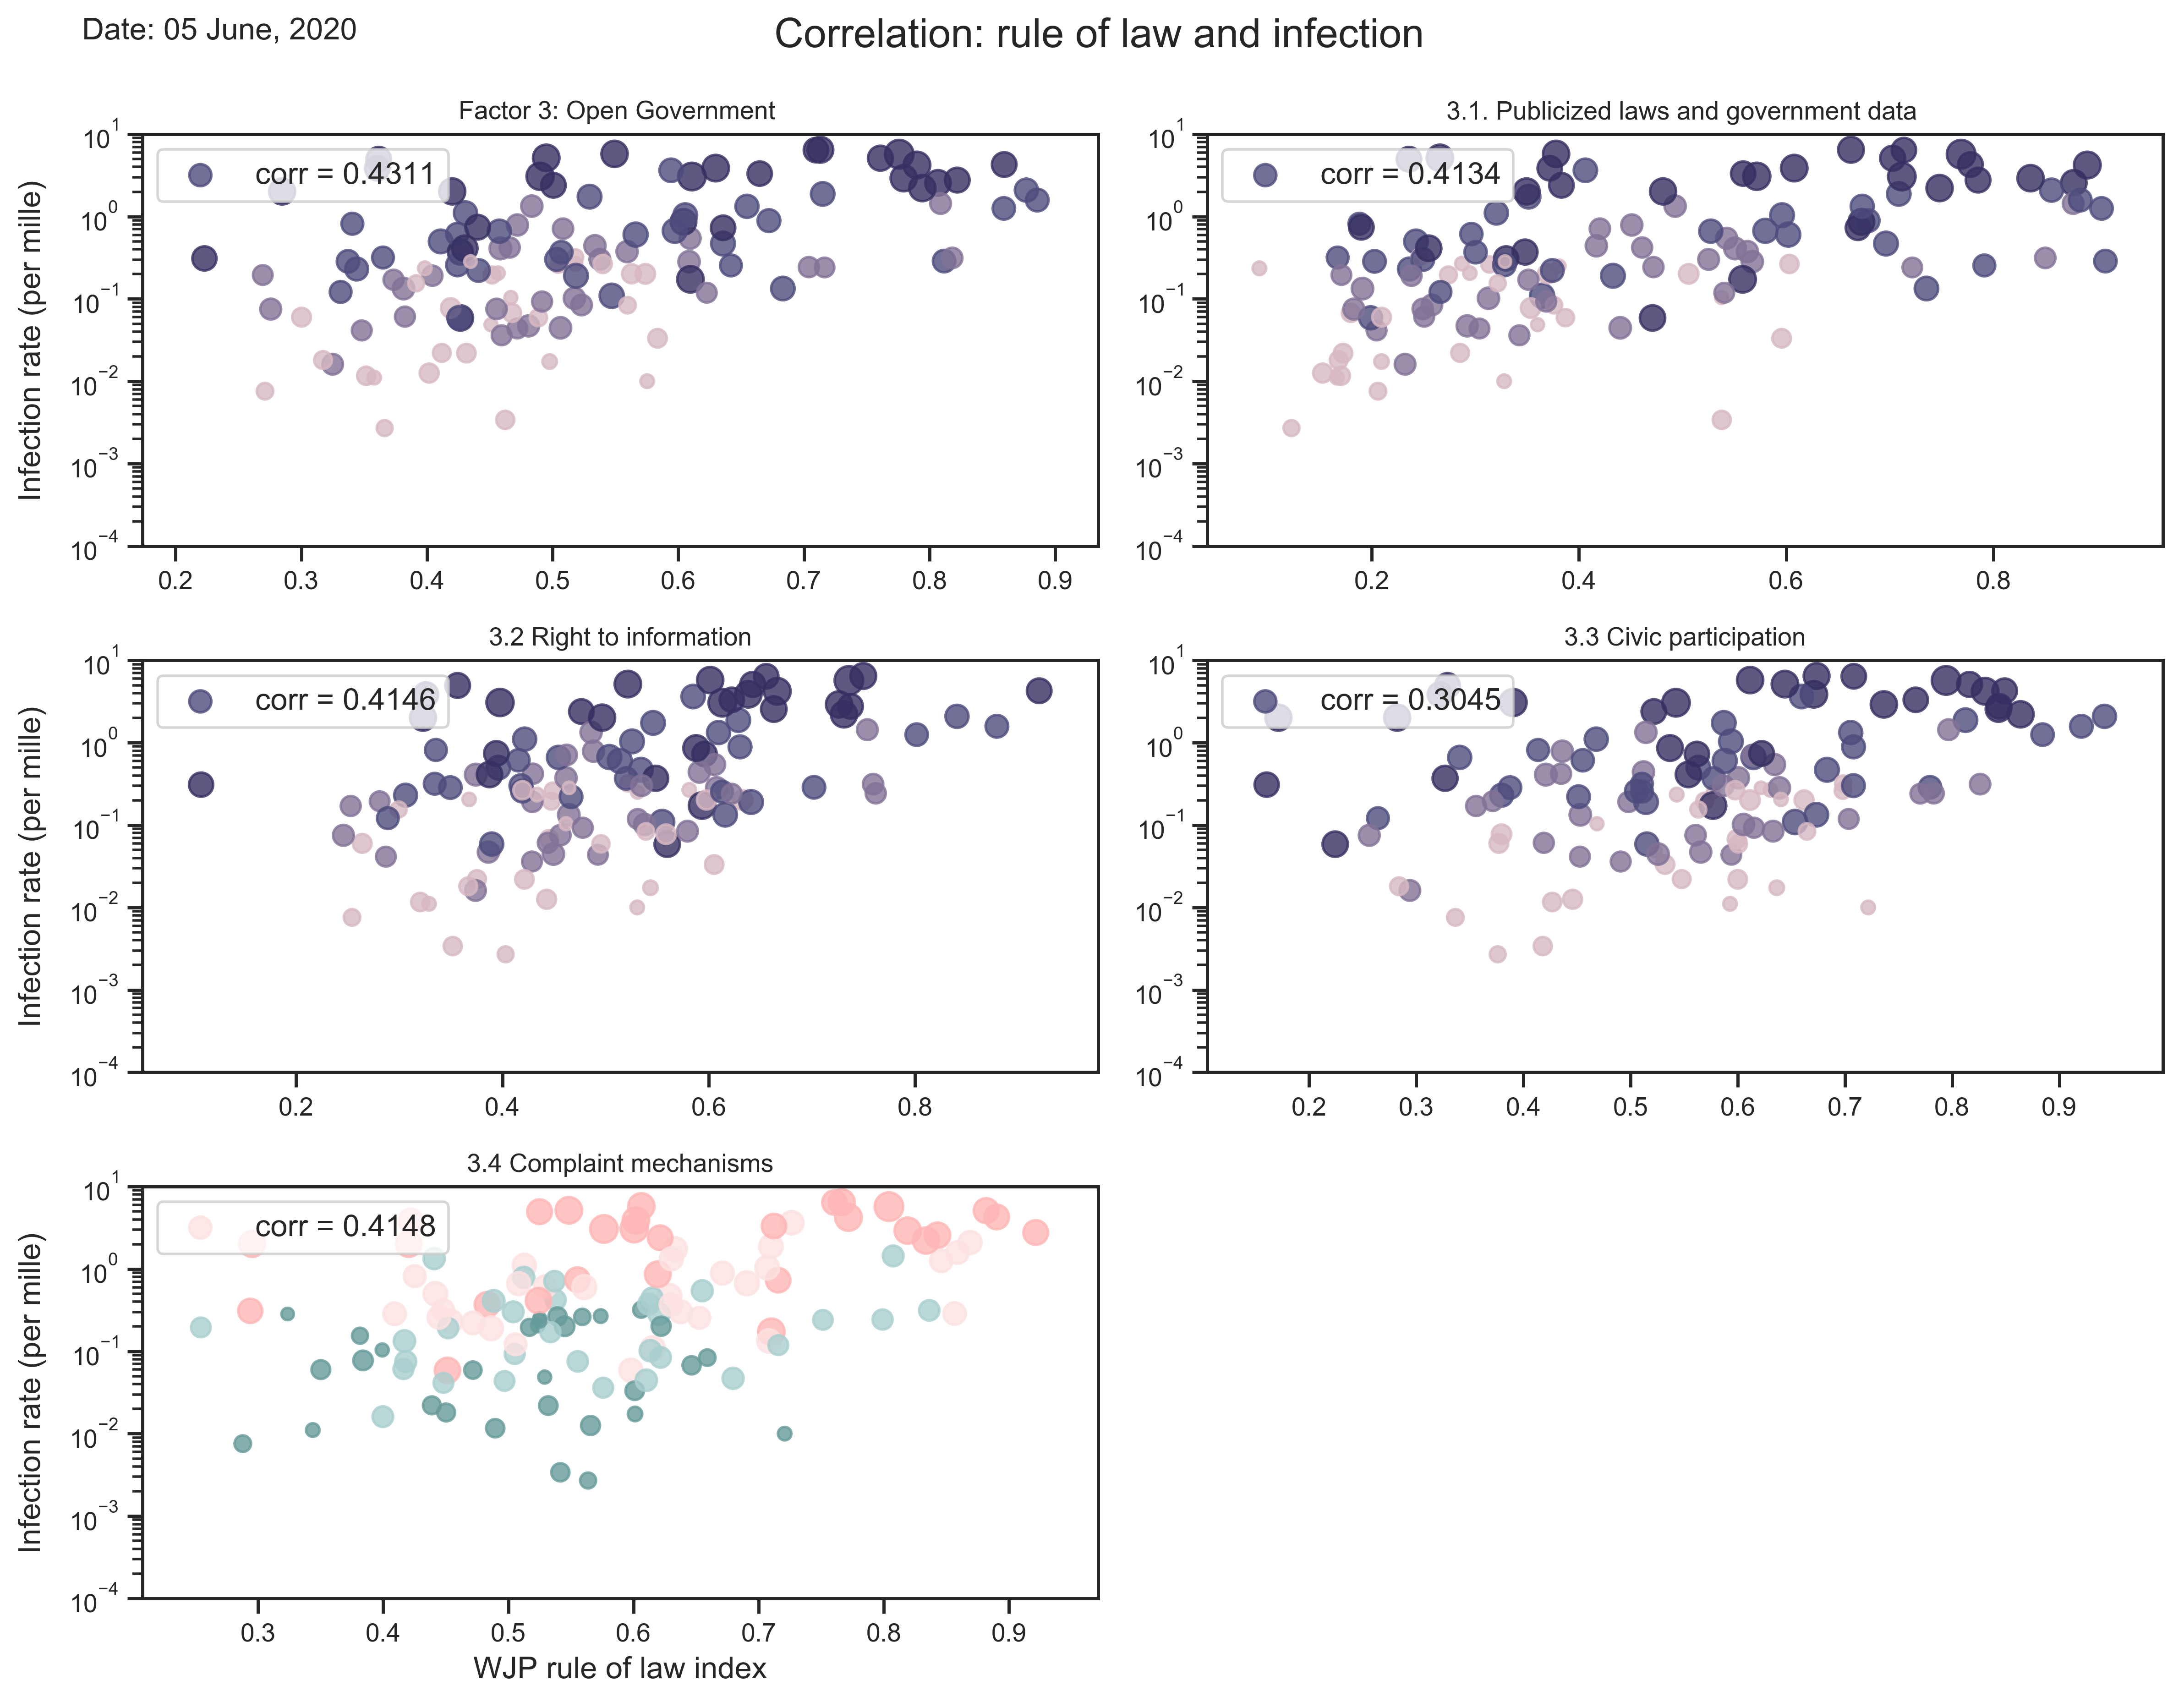 Date: 05 June, 2020
Correlation: rule of law and infection
Factor 3: Open Government
corr = 0.4311
Infection rate (per mille)
10^1
10^0
10^−1
10^−2
10^−3
10^−4
0.2 0.3 0.4 0.5 0.6 0.7 0.8 0.9
3.1. Publicized laws and government data
corr = 0.4134
10^1
10^0
10^−1
10^−2
10^−3
10^−4
0.2 0.4 0.6 0.8
3.2 Right to information
corr = 0.4146
Infection rate (per mille)
10^1
10^0
10^−1
10^−2
10^−3
10^−4
0.2 0.4 0.6 0.8
3.3 Civic participation
corr = 0.3045
10^1
10^0
10^−1
10^−2
10^−3
10^−4
0.2 0.3 0.4 0.5 0.6 0.7 0.8 0.9
3.4 Complaint mechanisms
corr = 0.4148
Infection rate (per mille)
10^1
10^0
10^−1
10^−2
10^−3
10^−4
0.3 0.4 0.5 0.6 0.7 0.8 0.9
WJP rule of law index